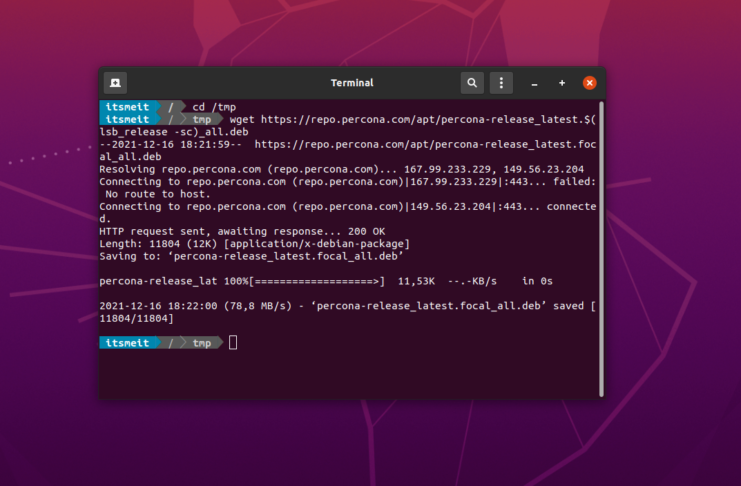 Terminal
itsmeit / cd /tmp
itsmeit / tmp wget https://repo.percona.com/apt/percona-release_latest.$(
lsb_release -sc)_all.deb
--2021-12-16 18:21:59--  https://repo.percona.com/apt/percona-release_latest.foc
al_all.deb
Resolving repo.percona.com (repo.percona.com)... 167.99.233.229, 149.56.23.204
Connecting to repo.percona.com (repo.percona.com)|167.99.233.229|:443... failed:
 No route to host.
Connecting to repo.percona.com (repo.percona.com)|149.56.23.204|:443... connecte
d.
HTTP request sent, awaiting response... 200 OK
Length: 11804 (12K) [application/x-debian-package]
Saving to: ‘percona-release_latest.focal_all.deb’
percona-release_lat 100%[===================>]  11,53K  --.-KB/s    in 0s
2021-12-16 18:22:00 (78,8 MB/s) - ‘percona-release_latest.focal_all.deb’ saved [
11804/11804]
itsmeit / tmp